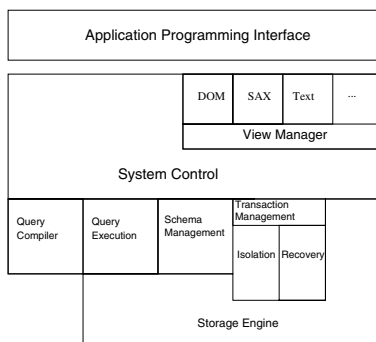 Application Programming Interface
DOM SAX Text ...
View Manager
System Control
Query
Compiler
Query
Execution
Schema
Management
Transaction
Management
Isolation Recovery
Storage Engine